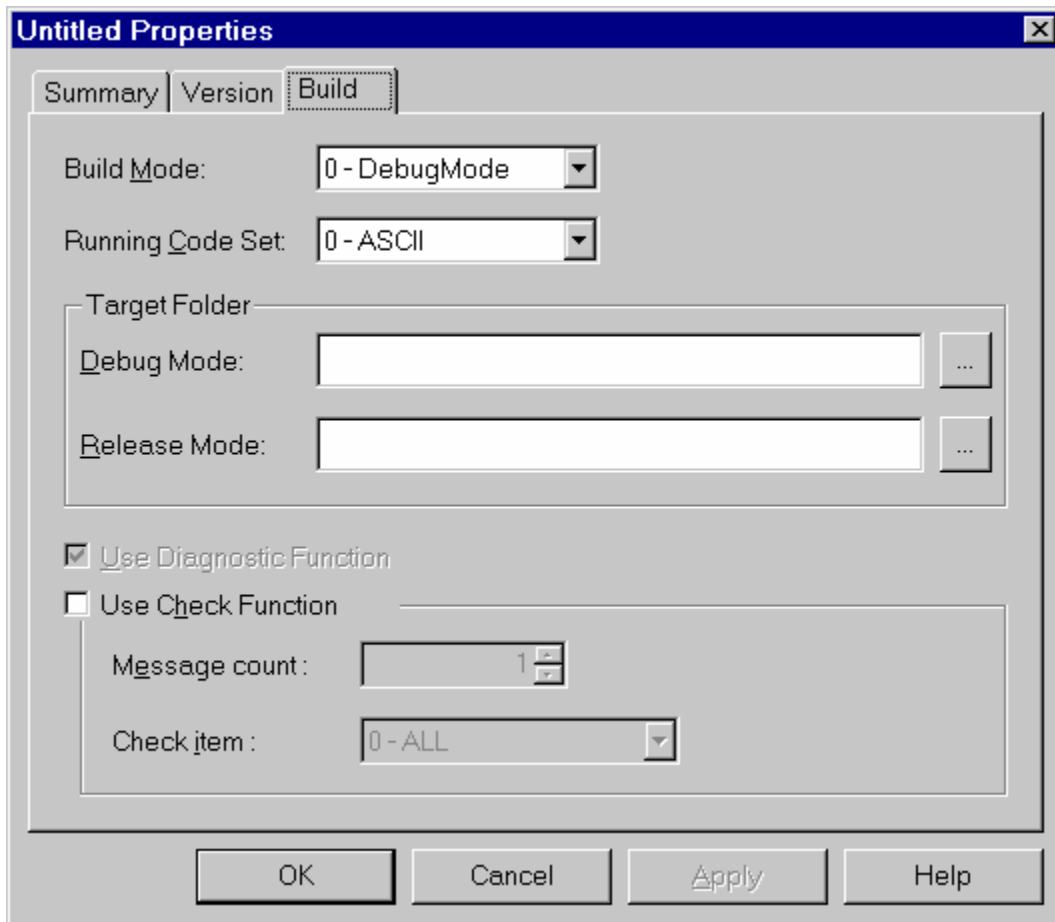 Untitled Properties
Summary Version Build
Build Mode: 0 - DebugMode
Running Code Set: 0 - ASCII
Target Folder
Debug Mode: ...
Release Mode: ...
Use Diagnostic Function
Use Check Function
Message count : 1
Check item : 0 - ALL
OK Cancel Apply Help